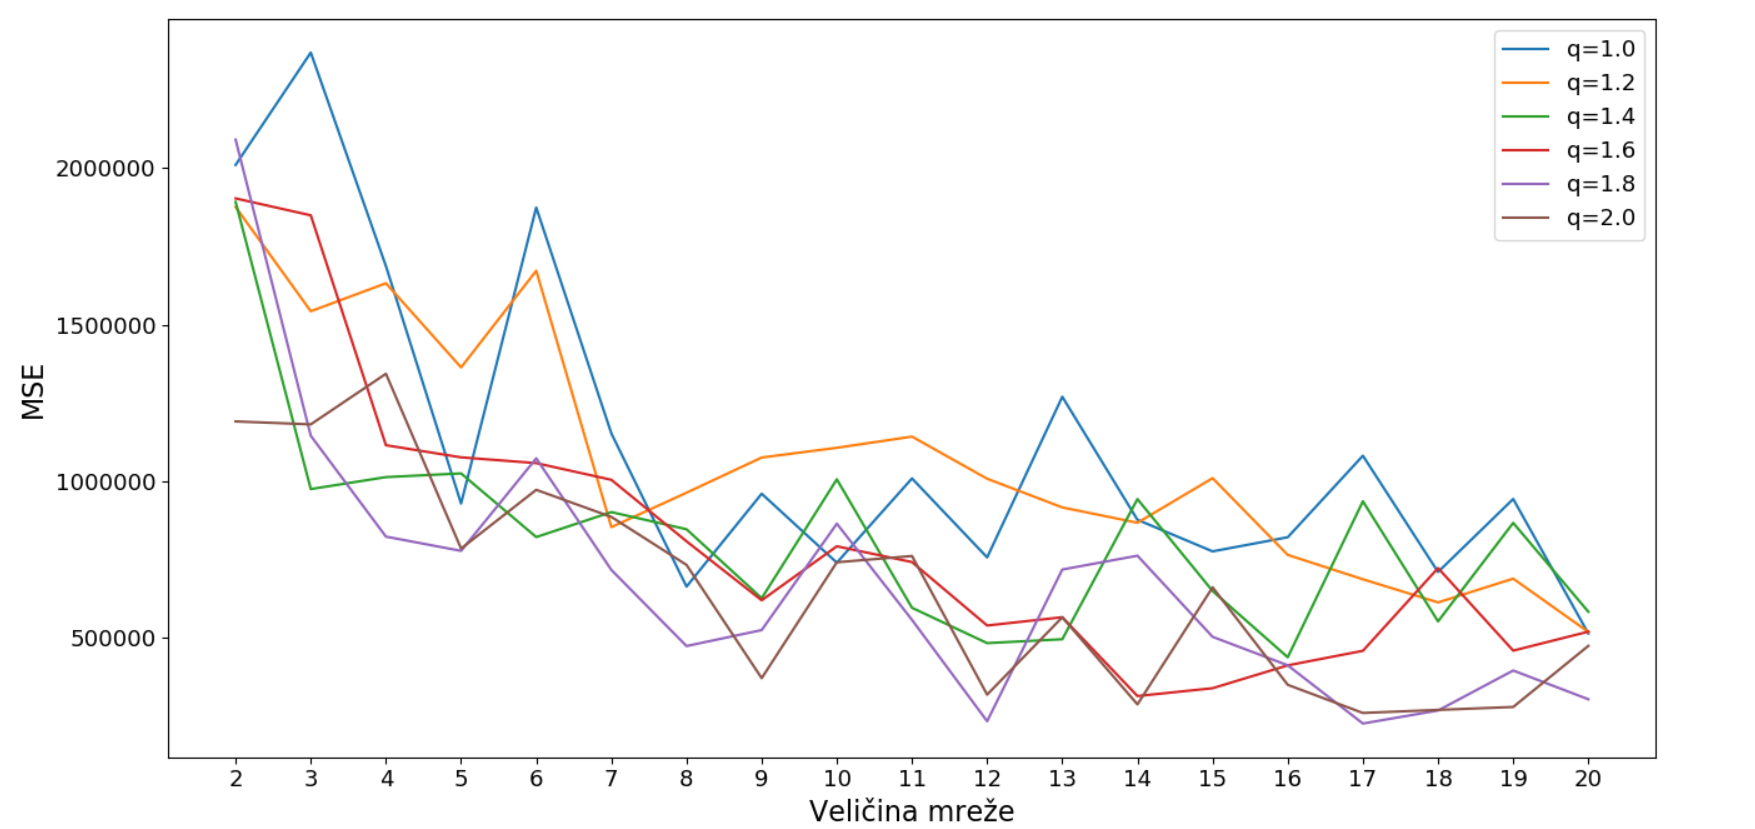 q=1.0
q=1.2
q=1.4
q=1.6
q=1.8
q=2.0
2000000
1500000
1000000
500000
MSE
2 3 4 5 6 7 8 9 10 11 12 13 14 15 16 17 18 19 20
Veličina mreže